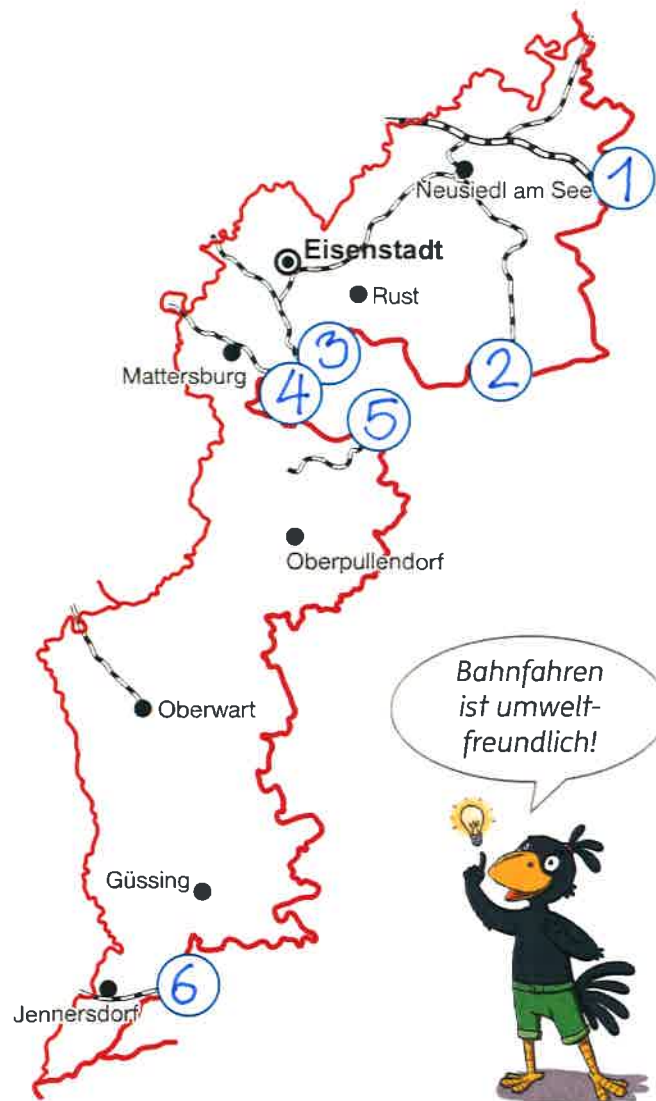 Neusiedl am See
1
Eisenstadt
Rust
Mattersburg
3
2
4
5
Oberpullendorf
Oberwart
Bahnfahren
ist umwelt-
freundlich!
Güssing
6
Jennersdorf